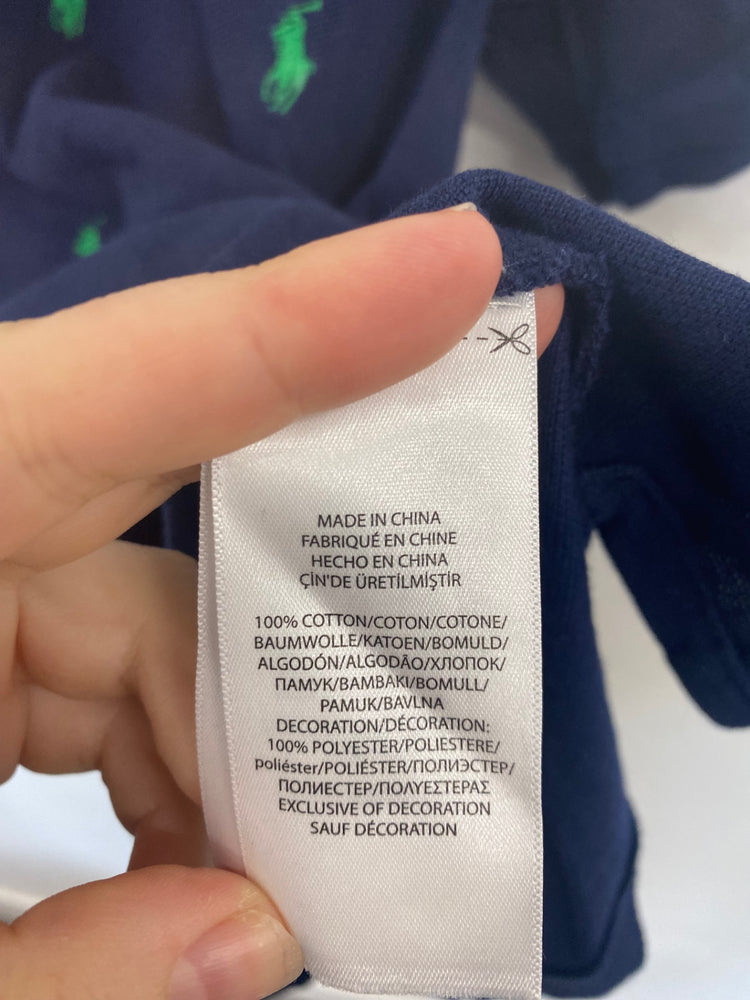 MADE IN CHINA
FABRIQUÉ EN CHINE
HECHO EN CHINA
ÇİN'DE ÜRETİLMİŞTİR
100% COTTON/COTON/COTONE/
BAUMWOLLE/KATOEN/BOMULD/
ALGODÓN/ALGODÃO/ХЛОПОК/
ПАМУК/ΒΑΜΒΑΚΙ/BOMULL/
PAMUK/BAVLNA
DECORATION/DÉCORATION:
100% POLYESTER/POLIESTERE/
poliéster/POLIÉSTER/ПОЛИЭСТЕР/
ПОЛИЕСТЕР/ΠΟΛΥΕΣΤΕΡΑΣ
EXCLUSIVE OF DECORATION
SAUF DÉCORATION